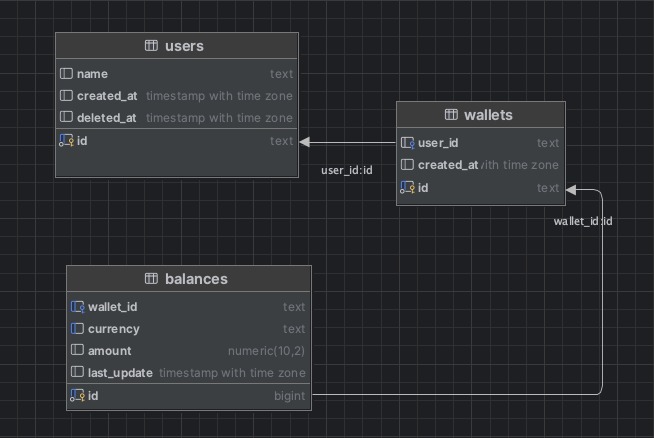 users
name text
created_at timestamp with time zone
deleted_at timestamp with time zone
id text
wallets
user_id text
created_at with time zone
id text
user_id:id
wallet_id:id
balances
wallet_id text
currency text
amount numeric(10,2)
last_update timestamp with time zone
id bigint